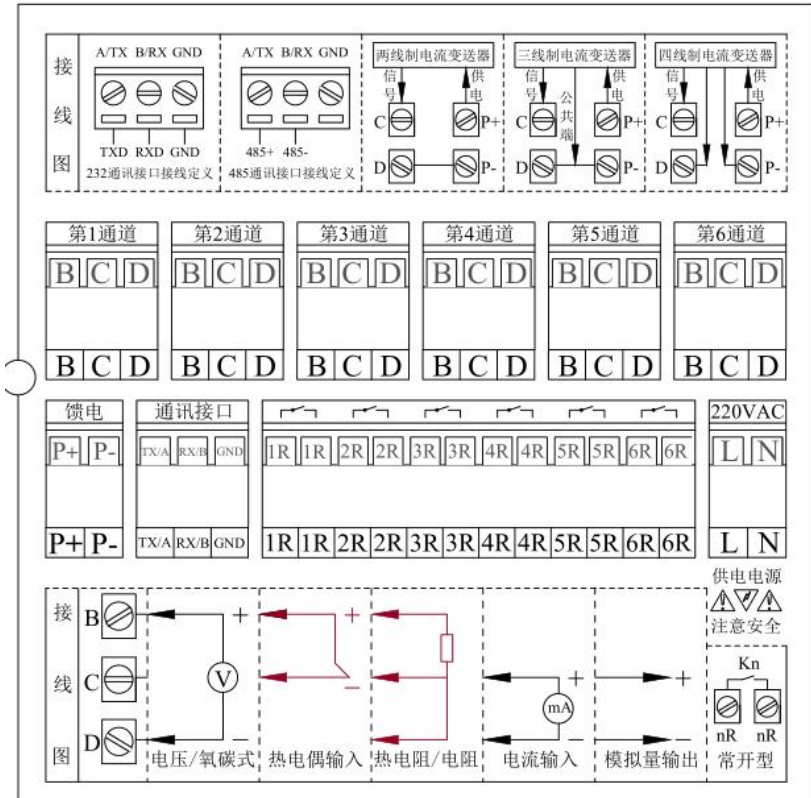 接线图
A/TX B/RX GND
TXD RXD GND
232通讯接口接线定义
A/TX B/RX GND
485+ 485-
485通讯接口接线定义
两线制电流变送器
信号 供电
C P+
D P-
三线制电流变送器
信号 公共端 供电
C P+
D P-
四线制电流变送器
信号 供电
C P+
D P-
第1通道 第2通道 第3通道 第4通道 第5通道 第6通道
B C D B C D B C D B C D B C D B C D
B C D B C D B C D B C D B C D B C D
馈电 通讯接口 220VAC
P+ P- TX/A RX/B GND 1R 1R 2R 2R 3R 3R 4R 4R 5R 5R 6R 6R L N
P+ P- TX/A RX/B GND 1R 1R 2R 2R 3R 3R 4R 4R 5R 5R 6R 6R L N
供电电源
注意安全
接线图
B + +
C V − + +
mA
D − − −
电压/氧碳式 热电偶输入 热电阻/电阻 电流输入 模拟量输出
Kn
nR nR
常开型